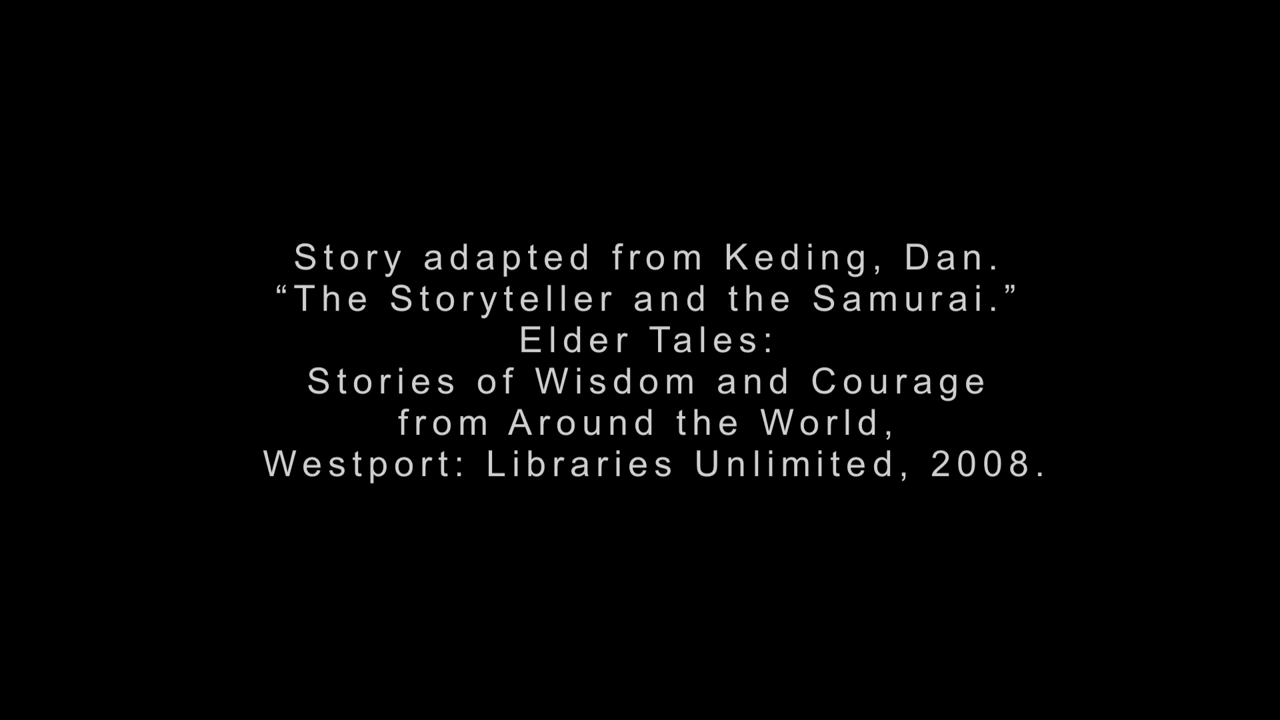 Story adapted from Keding, Dan.
“The Storyteller and the Samurai.”
Elder Tales:
Stories of Wisdom and Courage
from Around the World,
Westport: Libraries Unlimited, 2008.